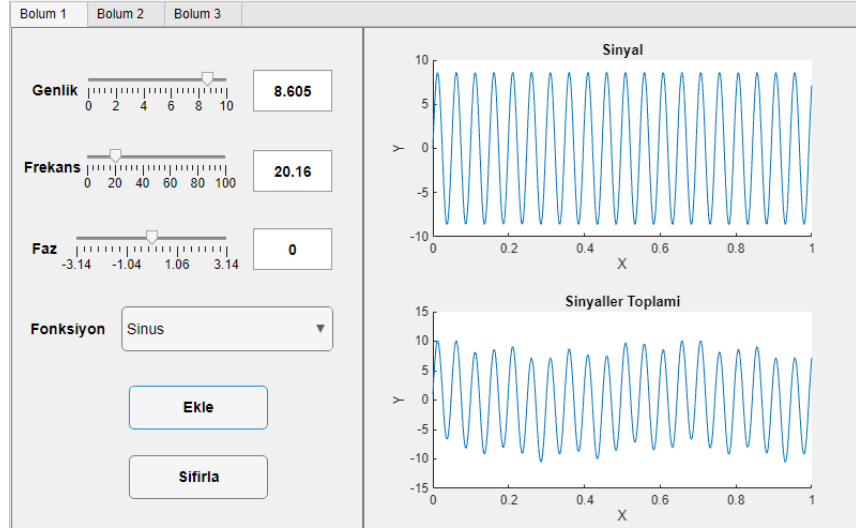 Bolum 1 Bolum 2 Bolum 3
Genlik
0 2 4 6 8 10
8.605
Frekans
0 20 40 60 80 100
20.16
Faz
-3.14 -1.04 1.06 3.14
0
Fonksiyon Sinus
Ekle
Sifirla
Sinyal
10
5
0
-5
-10
Y
0 0.2 0.4 0.6 0.8 1
X
Sinyaller Toplami
15
10
5
0
-5
-10
-15
Y
0 0.2 0.4 0.6 0.8 1
X